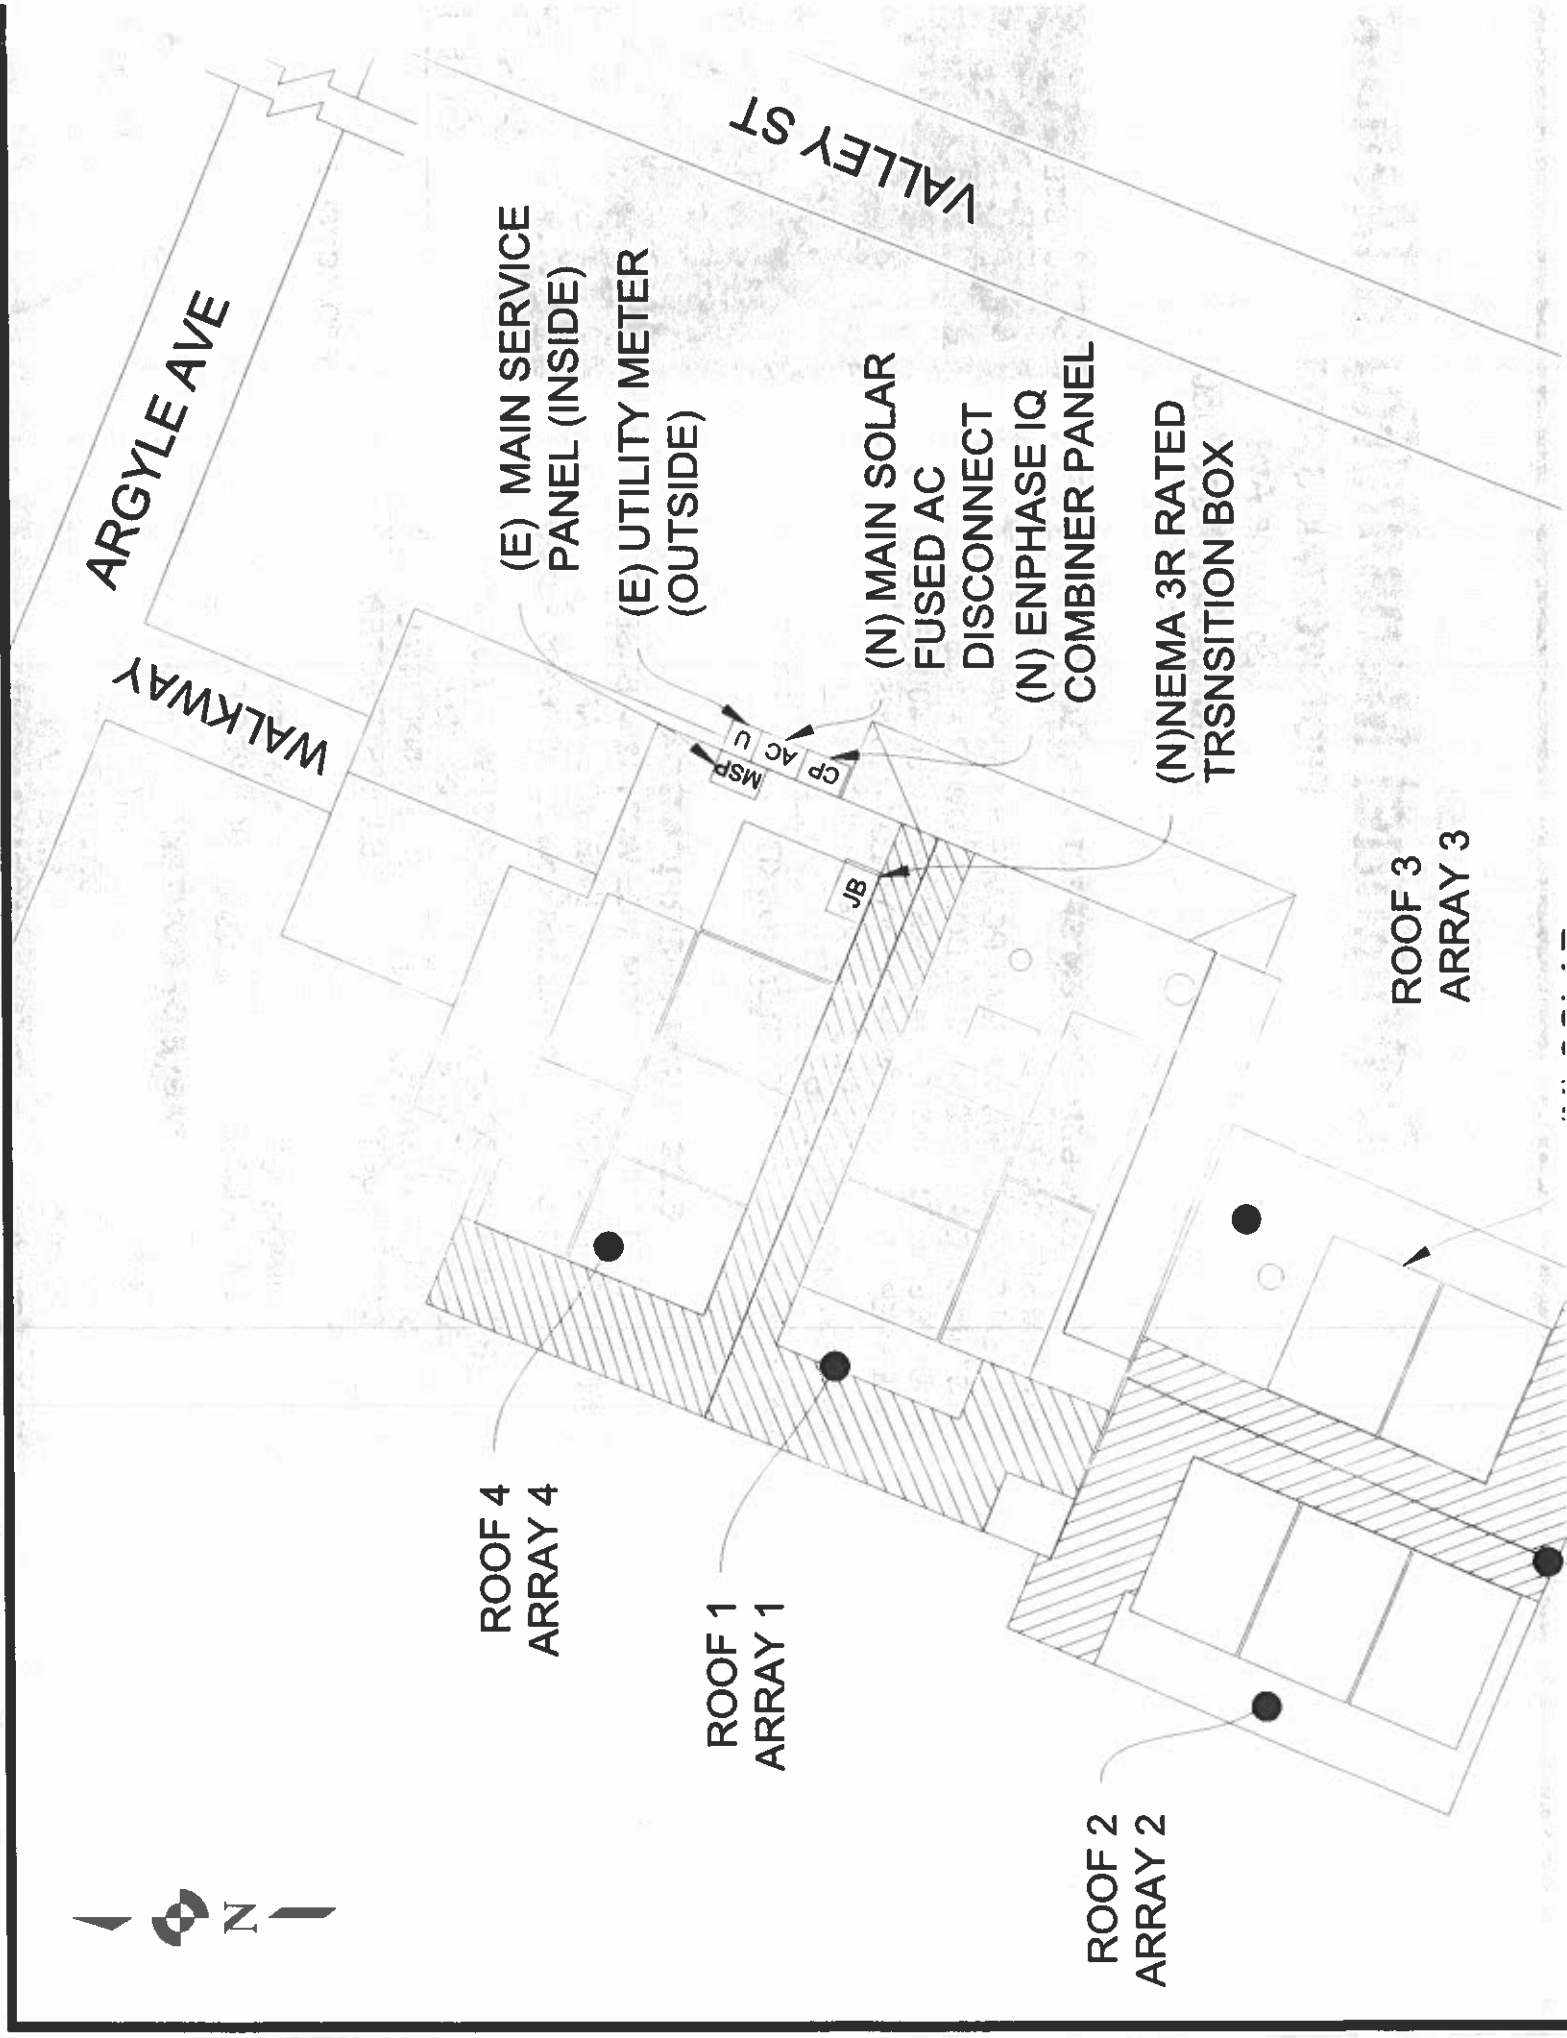 ARGYLE AVE
WALKWAY
VALLEY ST
(E) MAIN SERVICE
PANEL (INSIDE)
(E) UTILITY METER
(OUTSIDE)
(N) MAIN SOLAR
FUSED AC
DISCONNECT
(N) ENPHASE IQ
COMBINER PANEL
(N)NEMA 3R RATED
TRSNSITION BOX
MSP
U
AC
CP
JB
ROOF 3
ARRAY 3
ROOF 4
ARRAY 4
ROOF 1
ARRAY 1
ROOF 2
ARRAY 2
N